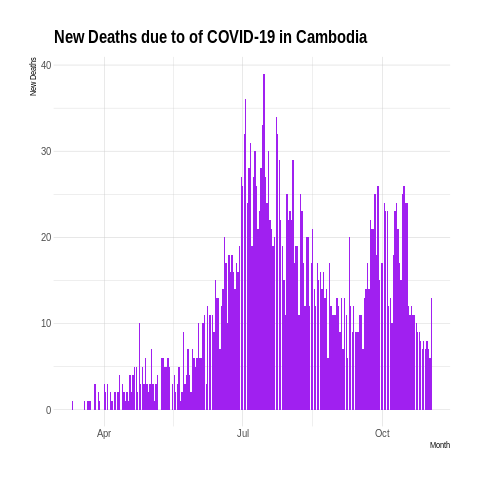 New Deaths due to of COVID-19 in Cambodia
New Deaths
40
30
20
10
0
Apr
Jul
Oct
Month